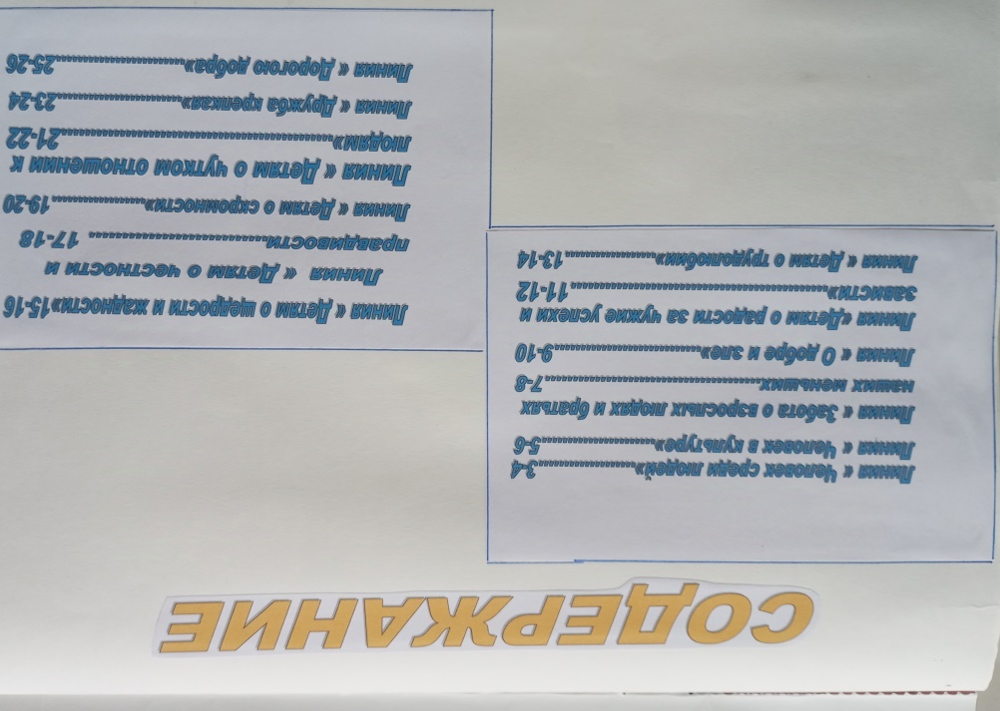 СОДЕРЖАНИЕ
Линия « Человек среди людей»....................3-4
Линия « Человек в культуре»........................5-6
Линия « Забота о взрослых людях и братьях
наших меньших.............................................7-8
Линия « О добре и зле»...............................9-10
Линия «Детям о радости за чужие успехи и
зависти»......................................................11-12
Линия « Детям о трудолюбии»...................13-14
Линия « Детям о щедрости и жадности»15-16
Линия « Детям о честности и
правдивости...................................... 17-18
Линия « Детям о скромности»....................19-20
Линия « Детям о чутком отношении к
людям».........................................................21-22
Линия « Дружба крепкая»..........................23-24
Линия « Дорогою добра»...........................25-26